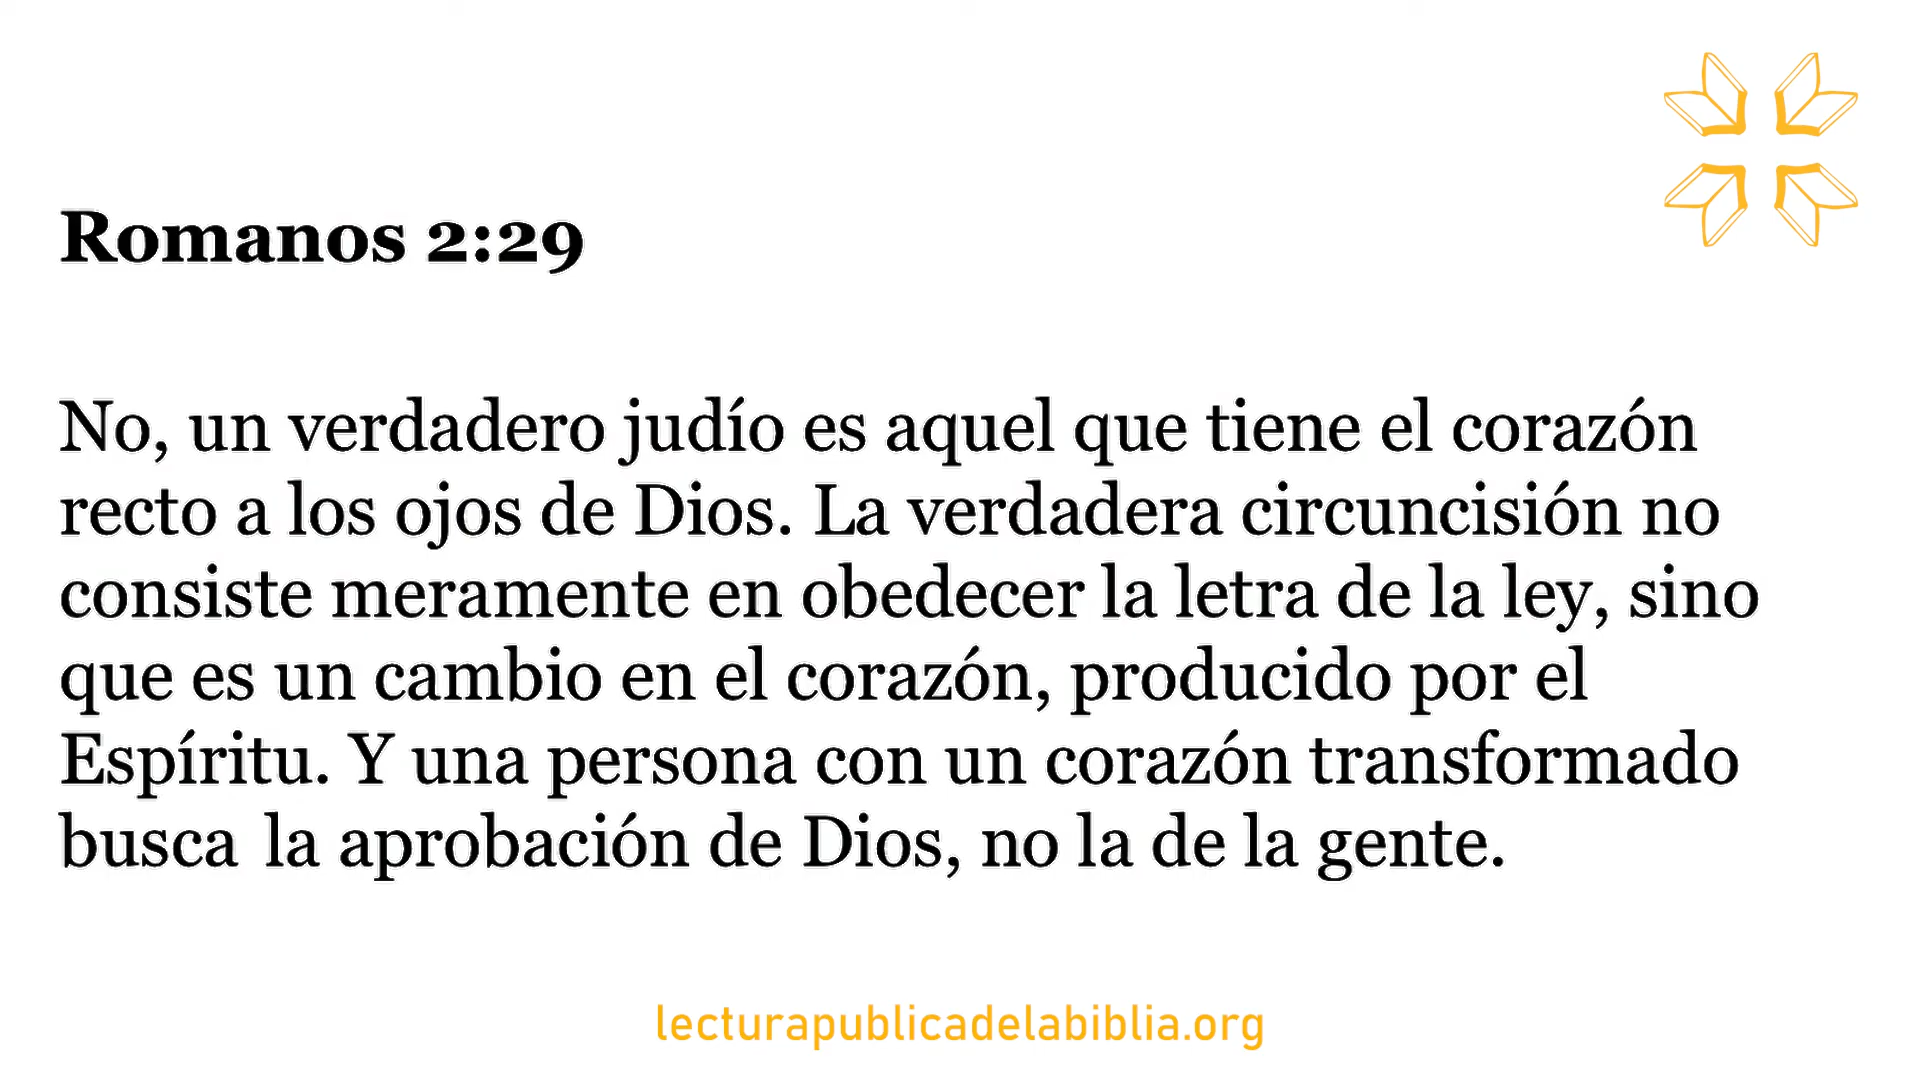 Romanos 2:29
No, un verdadero judío es aquel que tiene el corazón
recto a los ojos de Dios. La verdadera circuncisión no
consiste meramente en obedecer la letra de la ley, sino
que es un cambio en el corazón, producido por el
Espíritu. Y una persona con un corazón transformado
busca la aprobación de Dios, no la de la gente.
lecturapublicadelabiblia.org